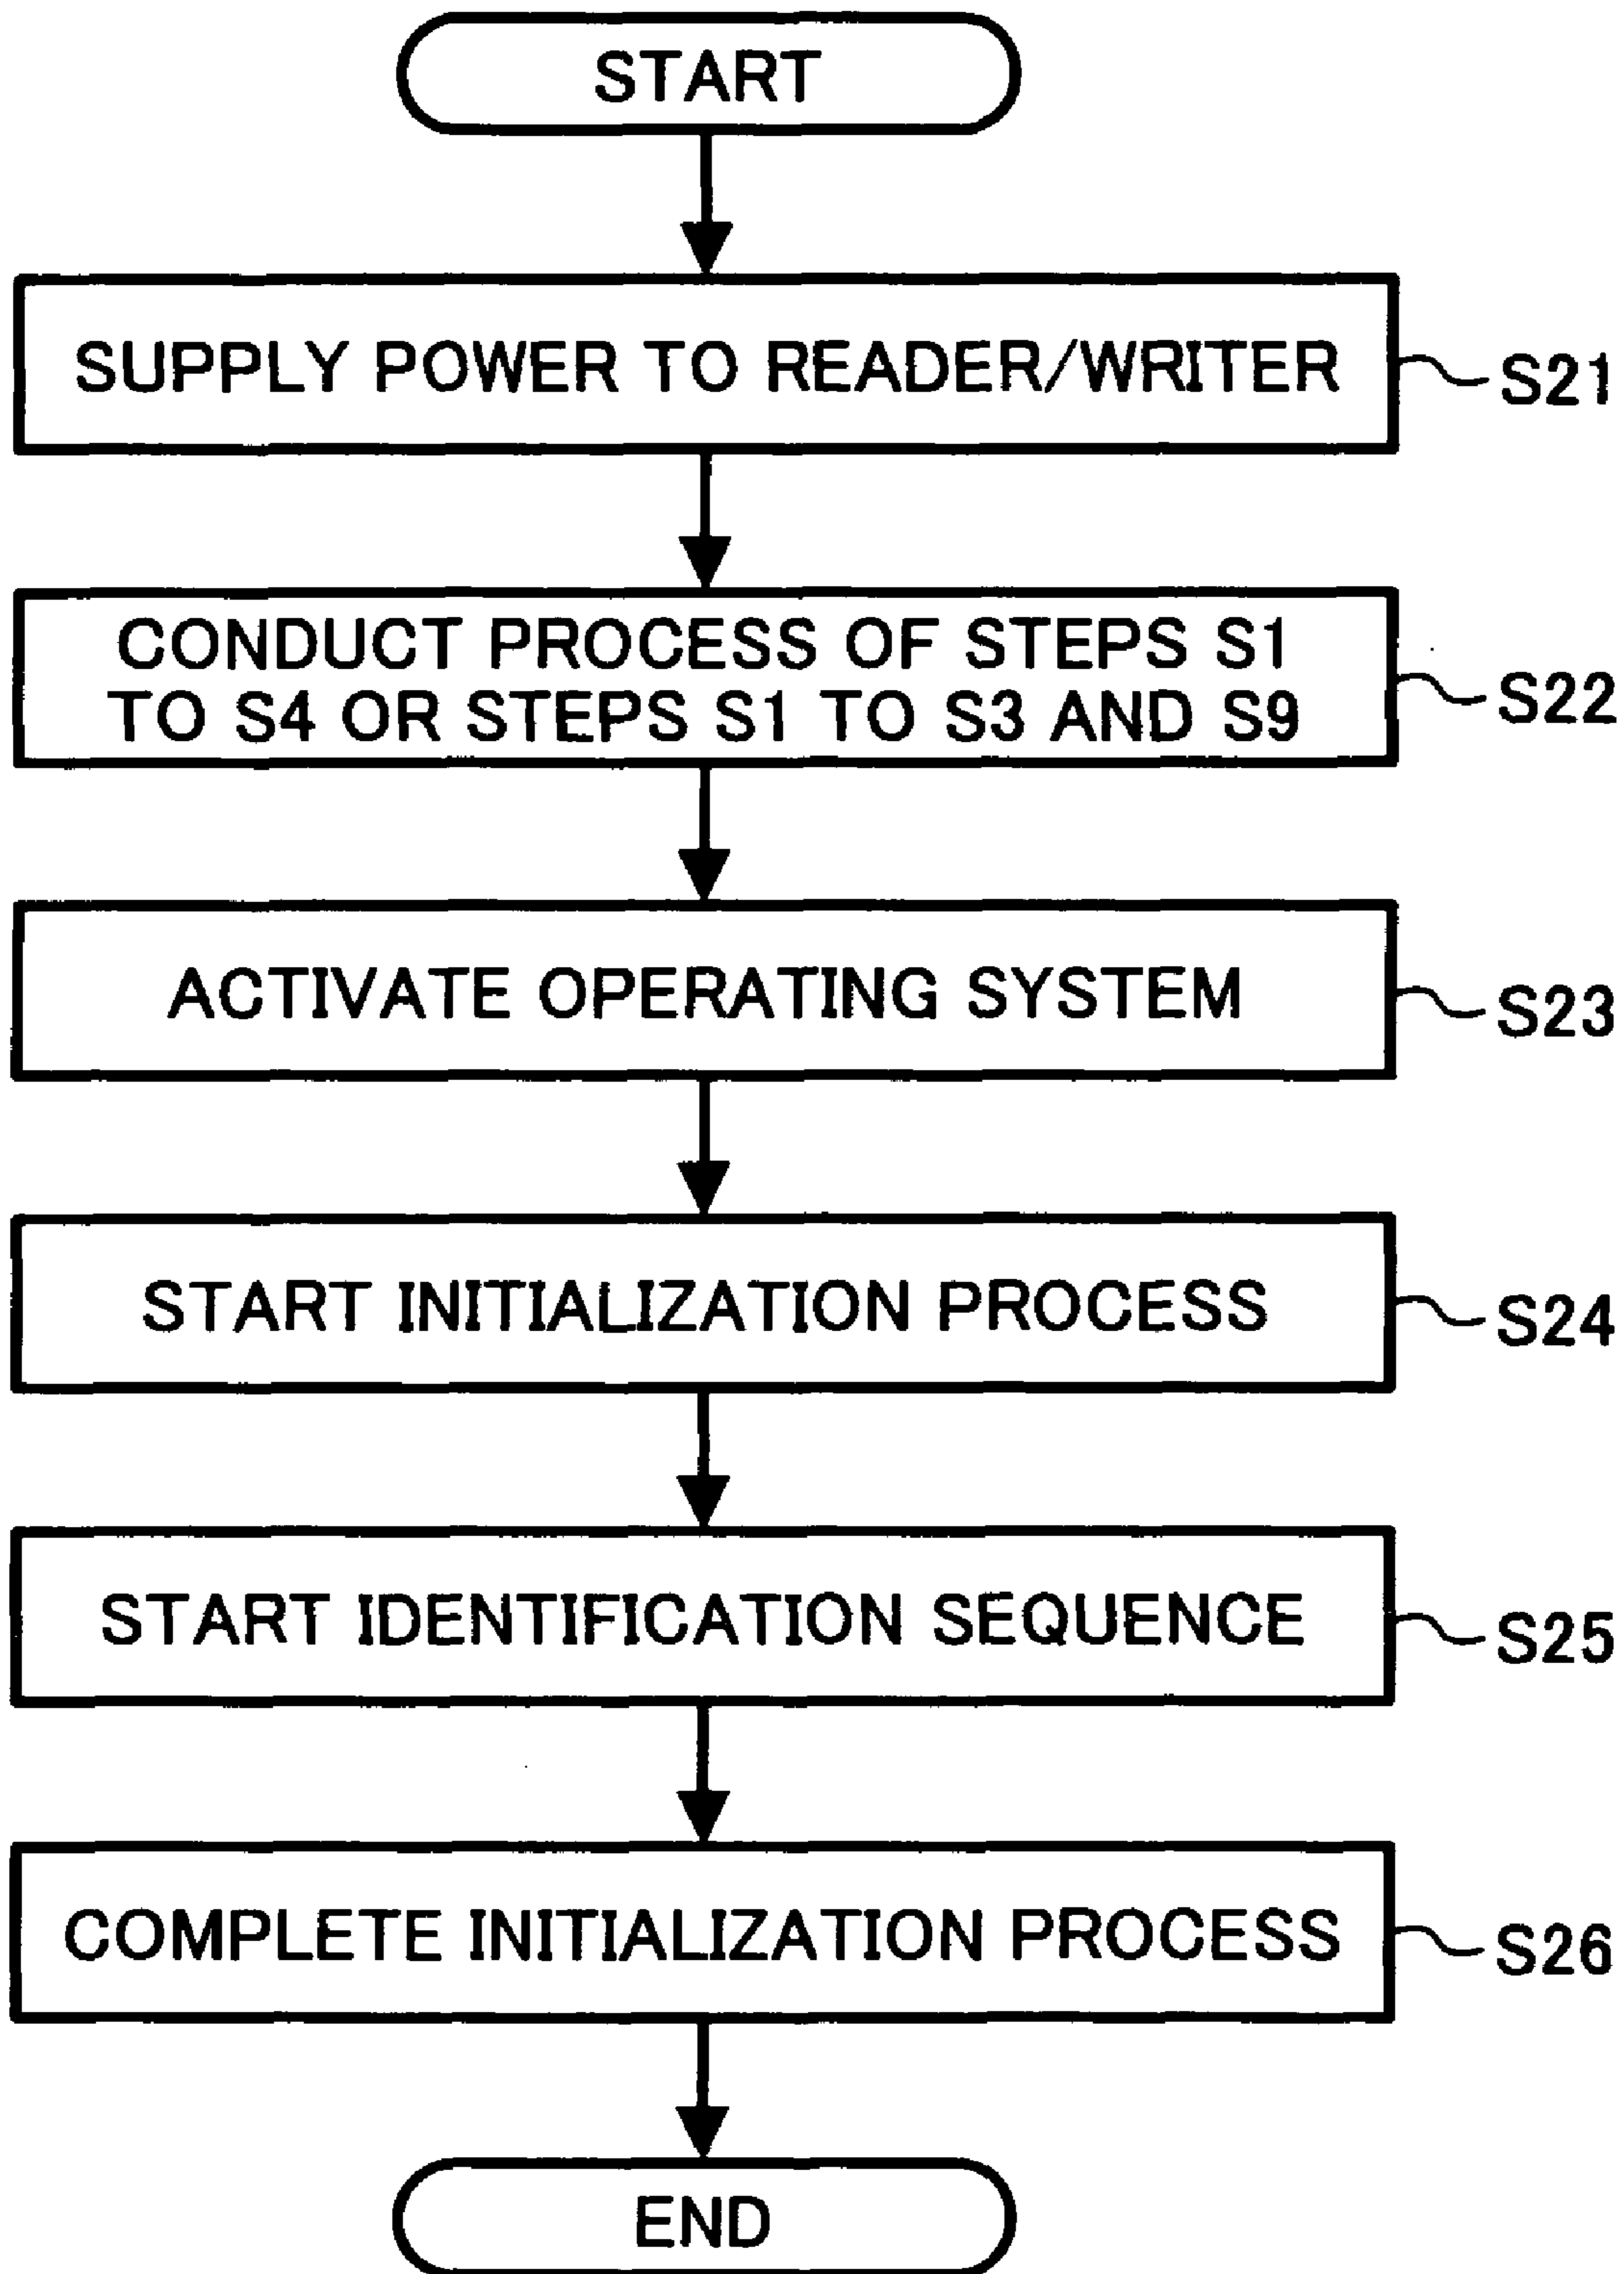 START
SUPPLY POWER TO READER/WRITER
S21
CONDUCT PROCESS OF STEPS S1
TO S4 OR STEPS S1 TO S3 AND S9
S22
ACTIVATE OPERATING SYSTEM
S23
START INITIALIZATION PROCESS
S24
START IDENTIFICATION SEQUENCE
S25
COMPLETE INITIALIZATION PROCESS
S26
END